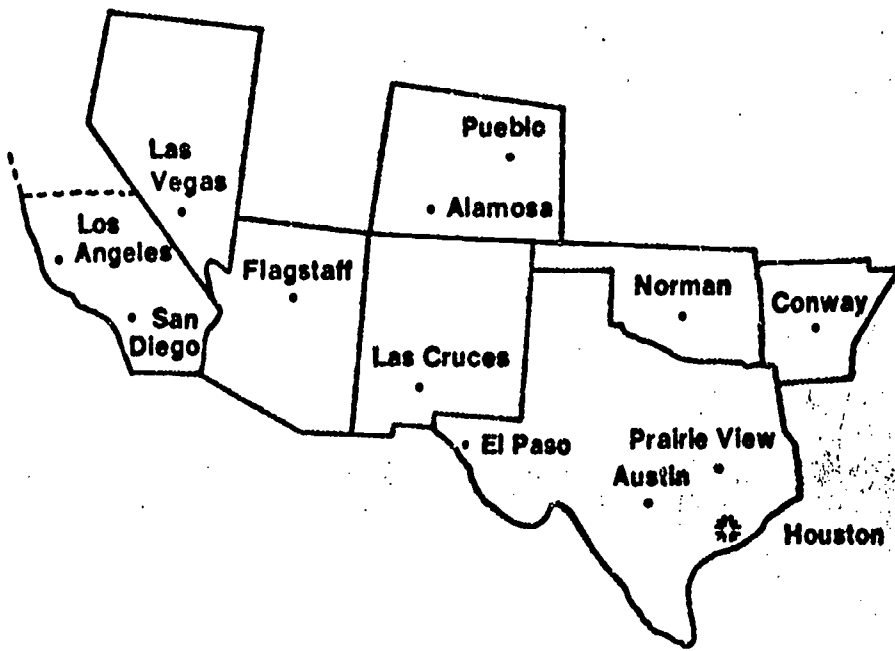 Pueblo
Las
Vegas
Alamosa
Los
Angeles
Flagstaff
Norman
Conway
San
Diego
Las Cruces
El Paso
Prairie View
Austin
Houston